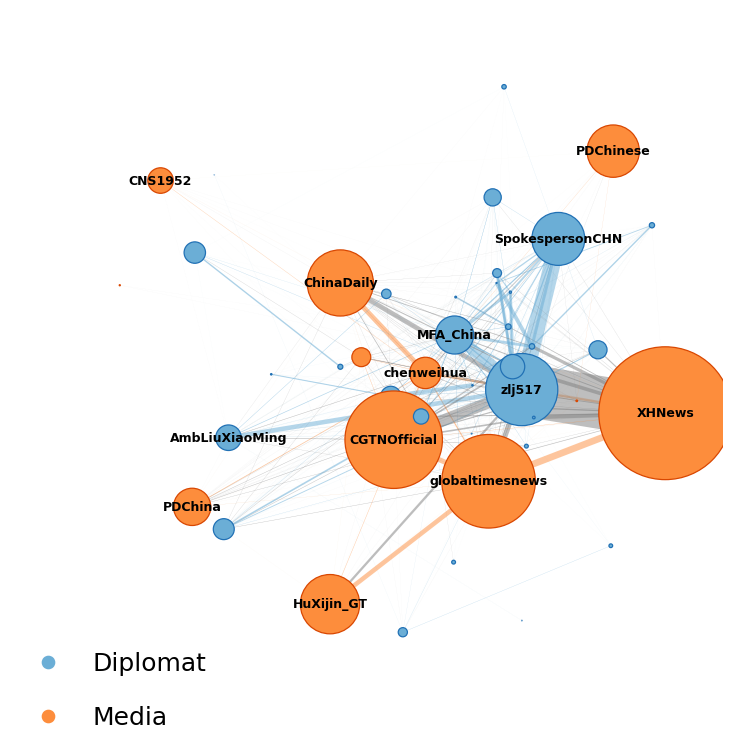 PDChinese
CNS1952
SpokespersonCHN
ChinaDaily
MFA_China
chenweihua
zlj517
XHNews
AmbLiuXiaoMing
CGTNOfficial
globaltimesnews
PDChina
HuXijin_GT
Diplomat
Media